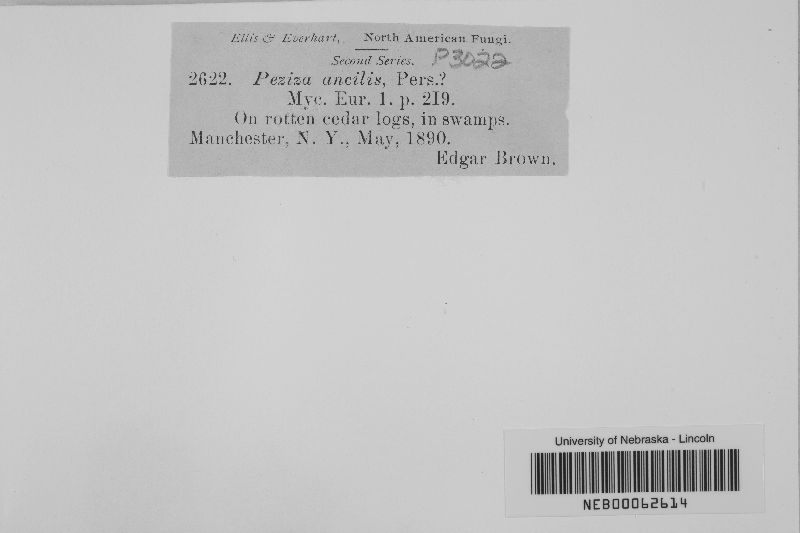 Ellis & Everhart, North American Fungi.
Second Series. P3022
2622. Peziza ancilis, Pers.?
Myc. Eur. 1. p. 219.
On rotten cedar logs, in swamps.
Manchester, N. Y., May, 1890.
Edgar Brown.
University of Nebraska - Lincoln
NEB00062614